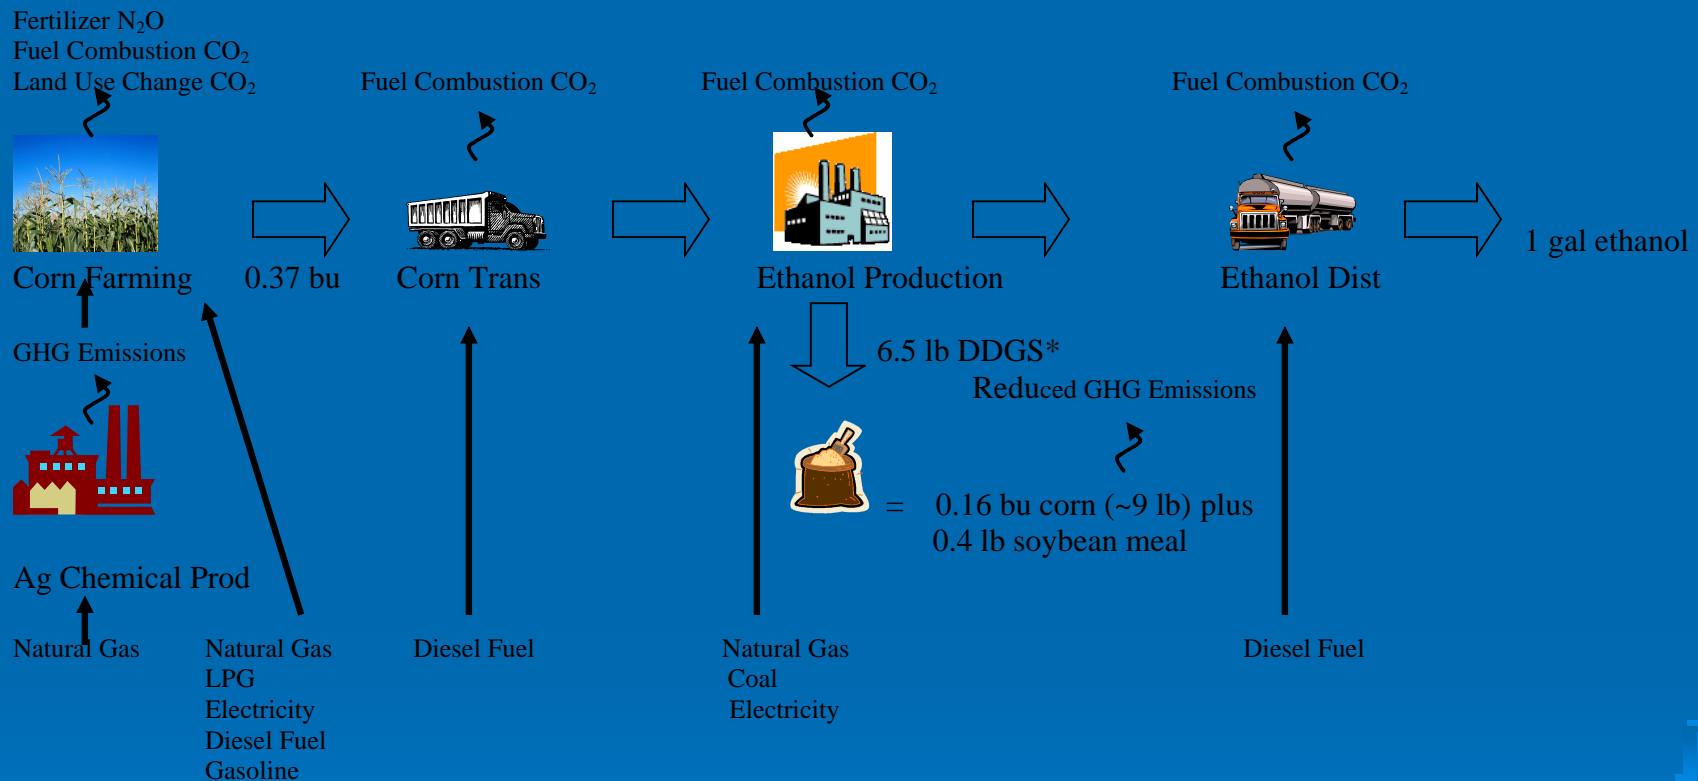 Fertilizer N₂O
Fuel Combustion CO₂
Land Use Change CO₂
Fuel Combustion CO₂
Fuel Combustion CO₂
Fuel Combustion CO₂
Corn Farming
0.37 bu
Corn Trans
Ethanol Production
Ethanol Dist
1 gal ethanol
GHG Emissions
6.5 lb DDGS*
Reduced GHG Emissions
= 0.16 bu corn (~9 lb) plus
0.4 lb soybean meal
Ag Chemical Prod
Natural Gas
Natural Gas
LPG
Electricity
Diesel Fuel
Gasoline
Diesel Fuel
Natural Gas
Coal
Electricity
Diesel Fuel